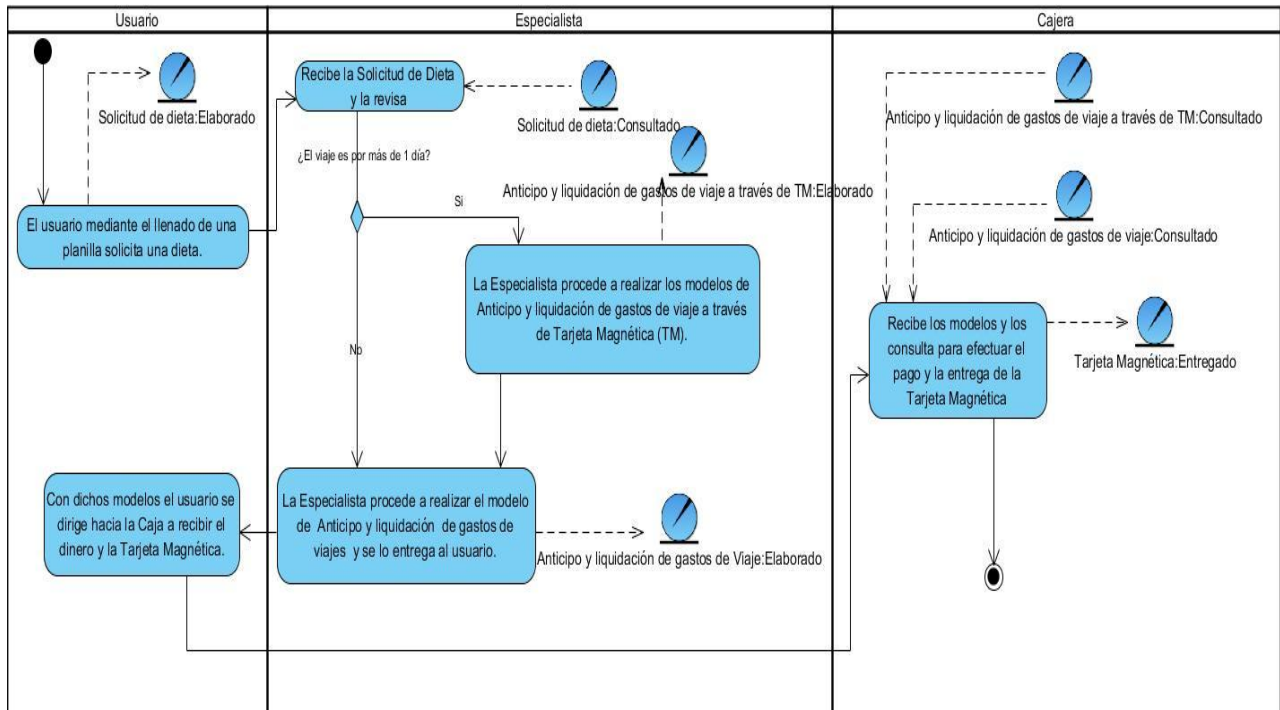 Usuario
Especialista
Cajera
Solicitud de dieta:Elaborado
El usuario mediante el llenado de una
planilla solicita una dieta.
Con dichos modelos el usuario se
dirige hacia la Caja a recibir el
dinero y la Tarjeta Magnética.
Recibe la Solicitud de Dieta
y la revisa
Solicitud de dieta:Consultado
¿El viaje es por más de 1 día?
Anticipo y liquidación de gastos de viaje a través de TM:Elaborado
Si
La Especialista procede a realizar los modelos de
Anticipo y liquidación de gastos de viaje a través
de Tarjeta Magnética (TM).
No
La Especialista procede a realizar el modelo
de Anticipo y liquidación de gastos de
viajes y se lo entrega al usuario.
Anticipo y liquidación de gastos de Viaje:Elaborado
Anticipo y liquidación de gastos de viaje a través de TM:Consultado
Anticipo y liquidación de gastos de viaje:Consultado
Recibe los modelos y los
consulta para efectuar el
pago y la entrega de la
Tarjeta Magnética
Tarjeta Magnética:Entregado